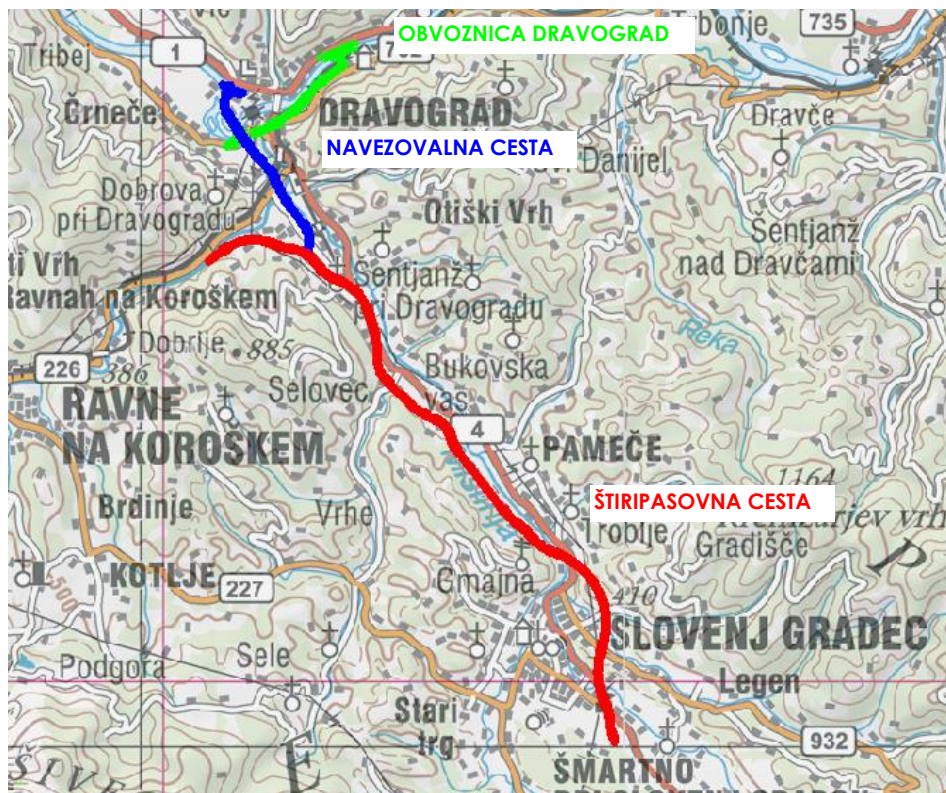 OBVOZNICA DRAVOGRAD
735
Tribej
1
Črneče
DRAVOGRAD
Dravče
NAVEZOVALNA CESTA
Danijel
Dobrova
pri Dravogradu
Otiški Vrh
Šentjanž
nad Dravčami
Šentjanž
pri Dravogradu
na Koroškem
Reka
Dobrije
885
226
386
Selovec
Bukovska
vas
RAVNE
NA KOROŠKEM
4
PAMEČE
1164
Brdinje
Vrhe
ŠTIRIPASOVNA CESTA
Troblje
vrh
Gradišče
P
KOTLJE
227
500
Gmajna
410
SLOVENJ GRADEC
Podgora
Sele
Legen
Stari
trg
932
E
ŠMARTNO